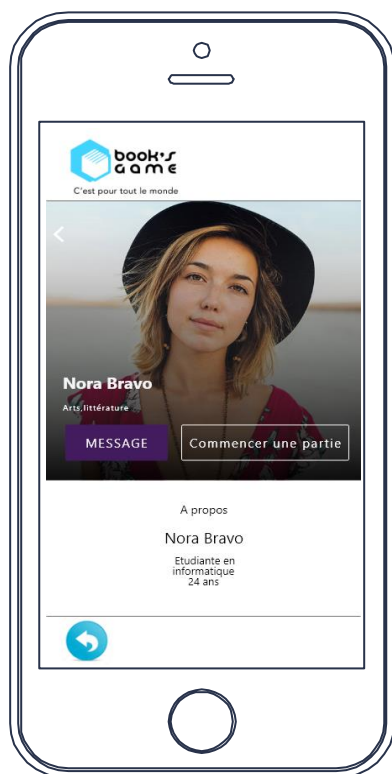 book's
GAME
C'est pour tout le monde
Nora Bravo
Arts,littérature
MESSAGE
Commencer une partie
A propos
Nora Bravo
Etudiante en
informatique
24 ans